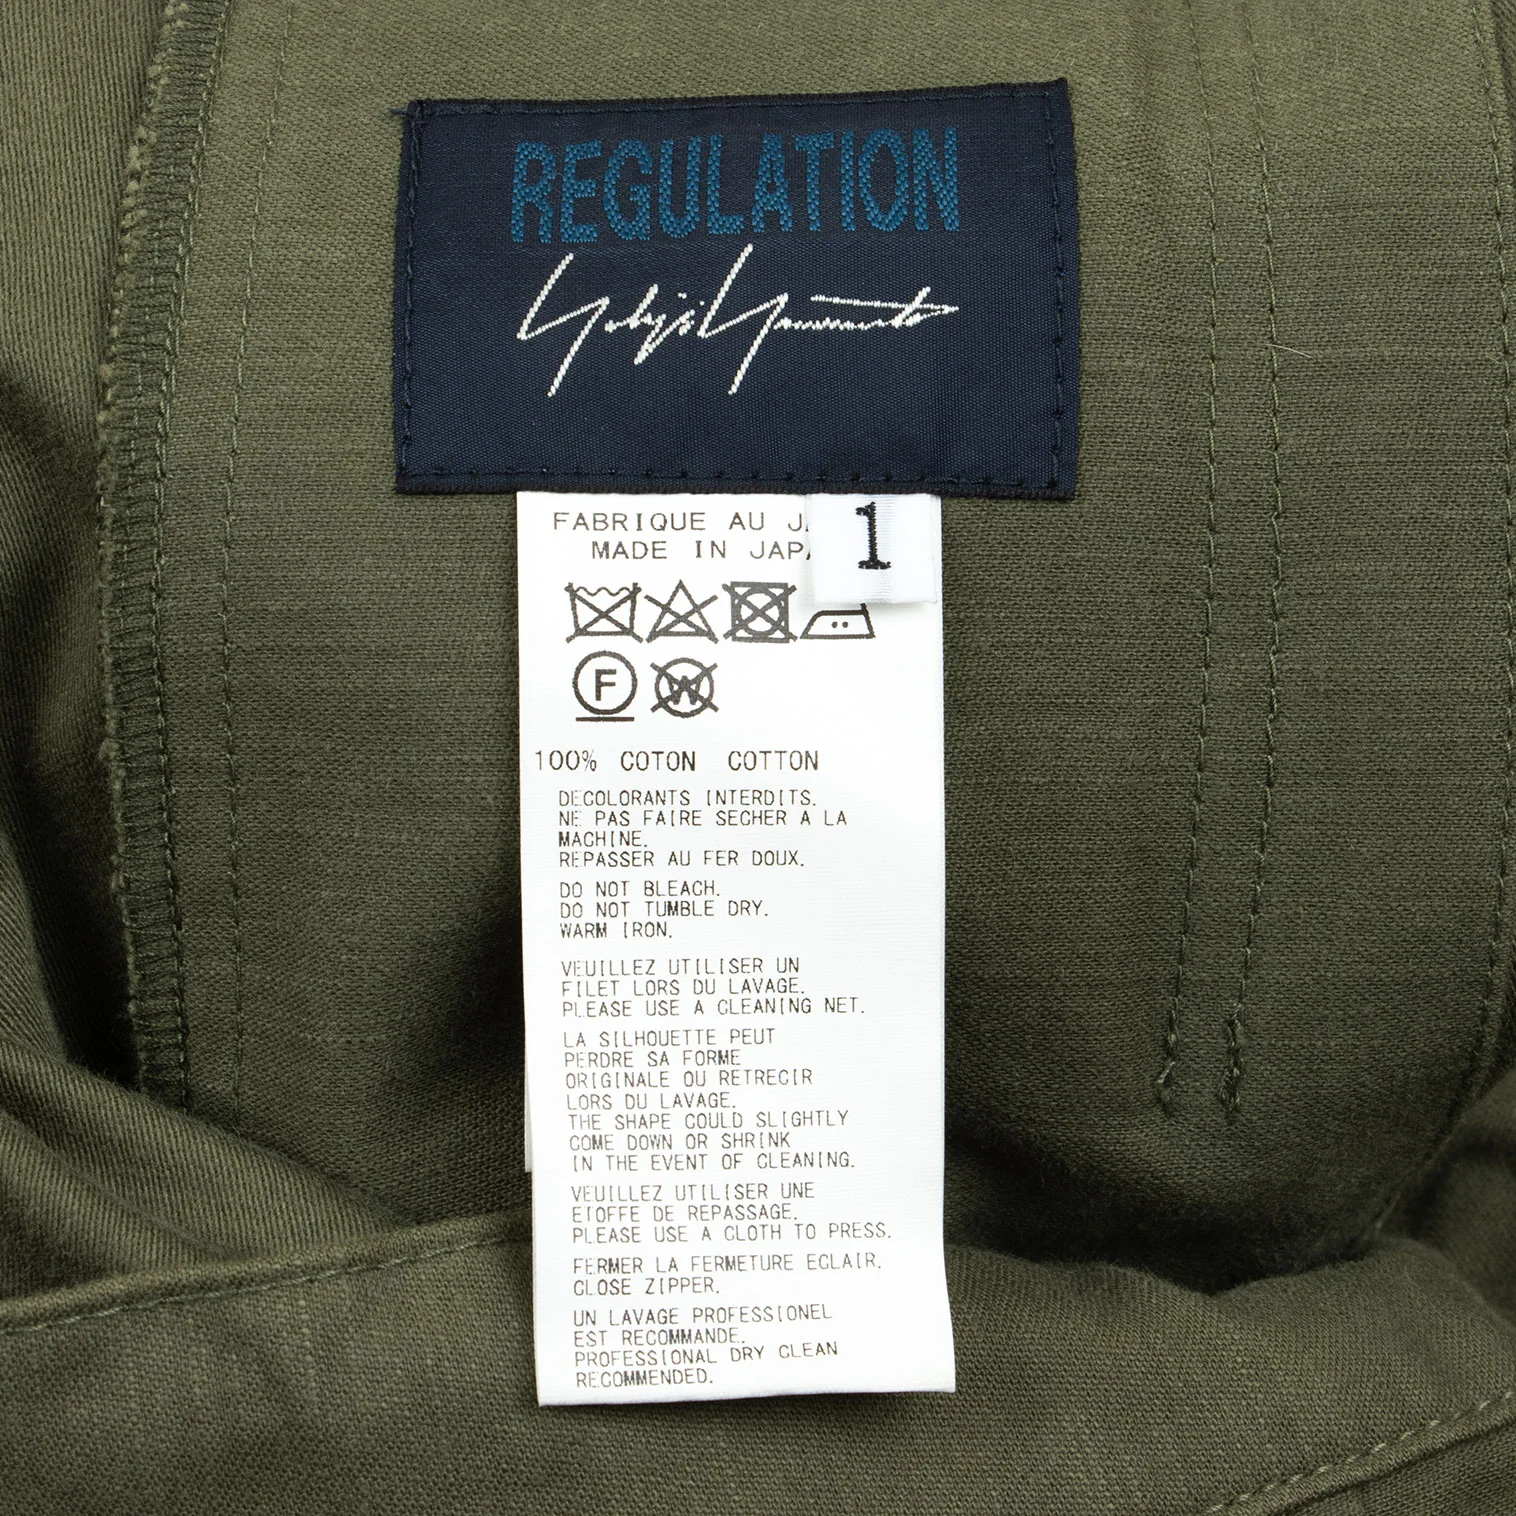 REGULATION
Yohji Yamamoto
1
FABRIQUE AU
MADE IN
F
W
100% COTON COTTON
DECOLORANTS INTERDITS.
NE PAS FAIRE SECHER A LA
MACHINE.
REPASSER AU FER DOUX.
DO NOT BLEACH.
DO NOT TUMBLE DRY.
WARM IRON.
VEUILLEZ UTILISER UN
FILET LORS DU LAVAGE.
PLEASE USE A CLEANING NET.
LA SILHOUETTE PEUT
PERDRE SA FORME
ORIGINALE OU RETRECIR
LORS DU LAVAGE.
THE SHAPE COULD SLIGHTLY
COME DOWN OR SHRINK
IN THE EVENT OF CLEANING.
VEUILLEZ UTILISER UNE
ETOFFE DE REPASSAGE.
PLEASE USE A CLOTH TO PRESS.
FERMER LA FERMETURE ECLAIR.
CLOSE ZIPPER.
UN LAVAGE PROFESSIONEL
EST RECOMMANDE.
PROFESSIONAL DRY CLEAN
RECOMMENDED.